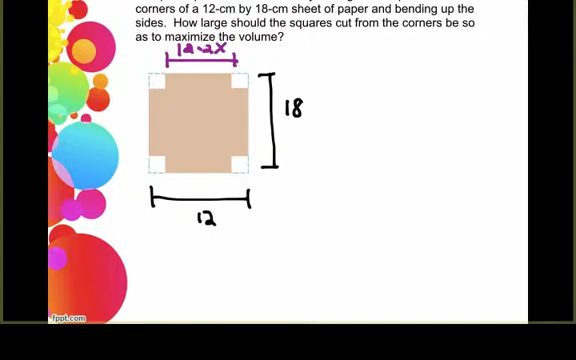 corners of a 12-cm by 18-cm sheet of paper and bending up the
sides. How large should the squares cut from the corners be so
as to maximize the volume?
12-2x
18
12
fppt.com